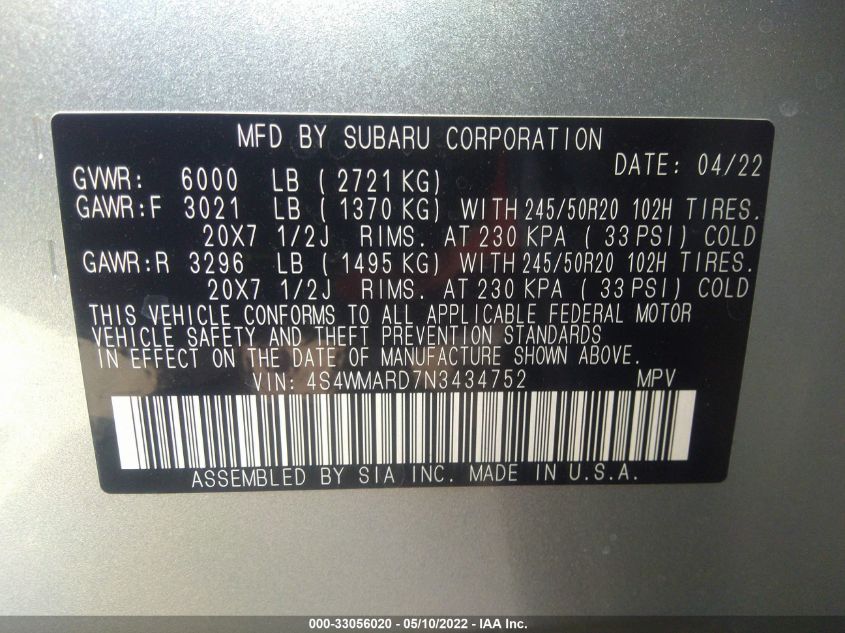 MFD BY SUBARU CORPORATION
DATE: 04/22
GVWR: 6000 LB ( 2721 KG)
GAWR:F 3021 LB ( 1370 KG) WITH 245/50R20 102H TIRES.
20X7 1/2J RIMS. AT 230 KPA ( 33 PSI) COLD
GAWR:R 3296 LB ( 1495 KG) WITH 245/50R20 102H TIRES.
20X7 1/2J RIMS. AT 230 KPA ( 33 PSI) COLD
THIS VEHICLE CONFORMS TO ALL APPLICABLE FEDERAL MOTOR
VEHICLE SAFETY AND THEFT PREVENTION STANDARDS
IN EFFECT ON THE DATE OF MANUFACTURE SHOWN ABOVE.
VIN: 4S4WMARD7N3434752 MPV
ASSEMBLED BY SIA INC. MADE IN U.S.A.
000-33056020 - 05/10/2022 - IAA Inc.